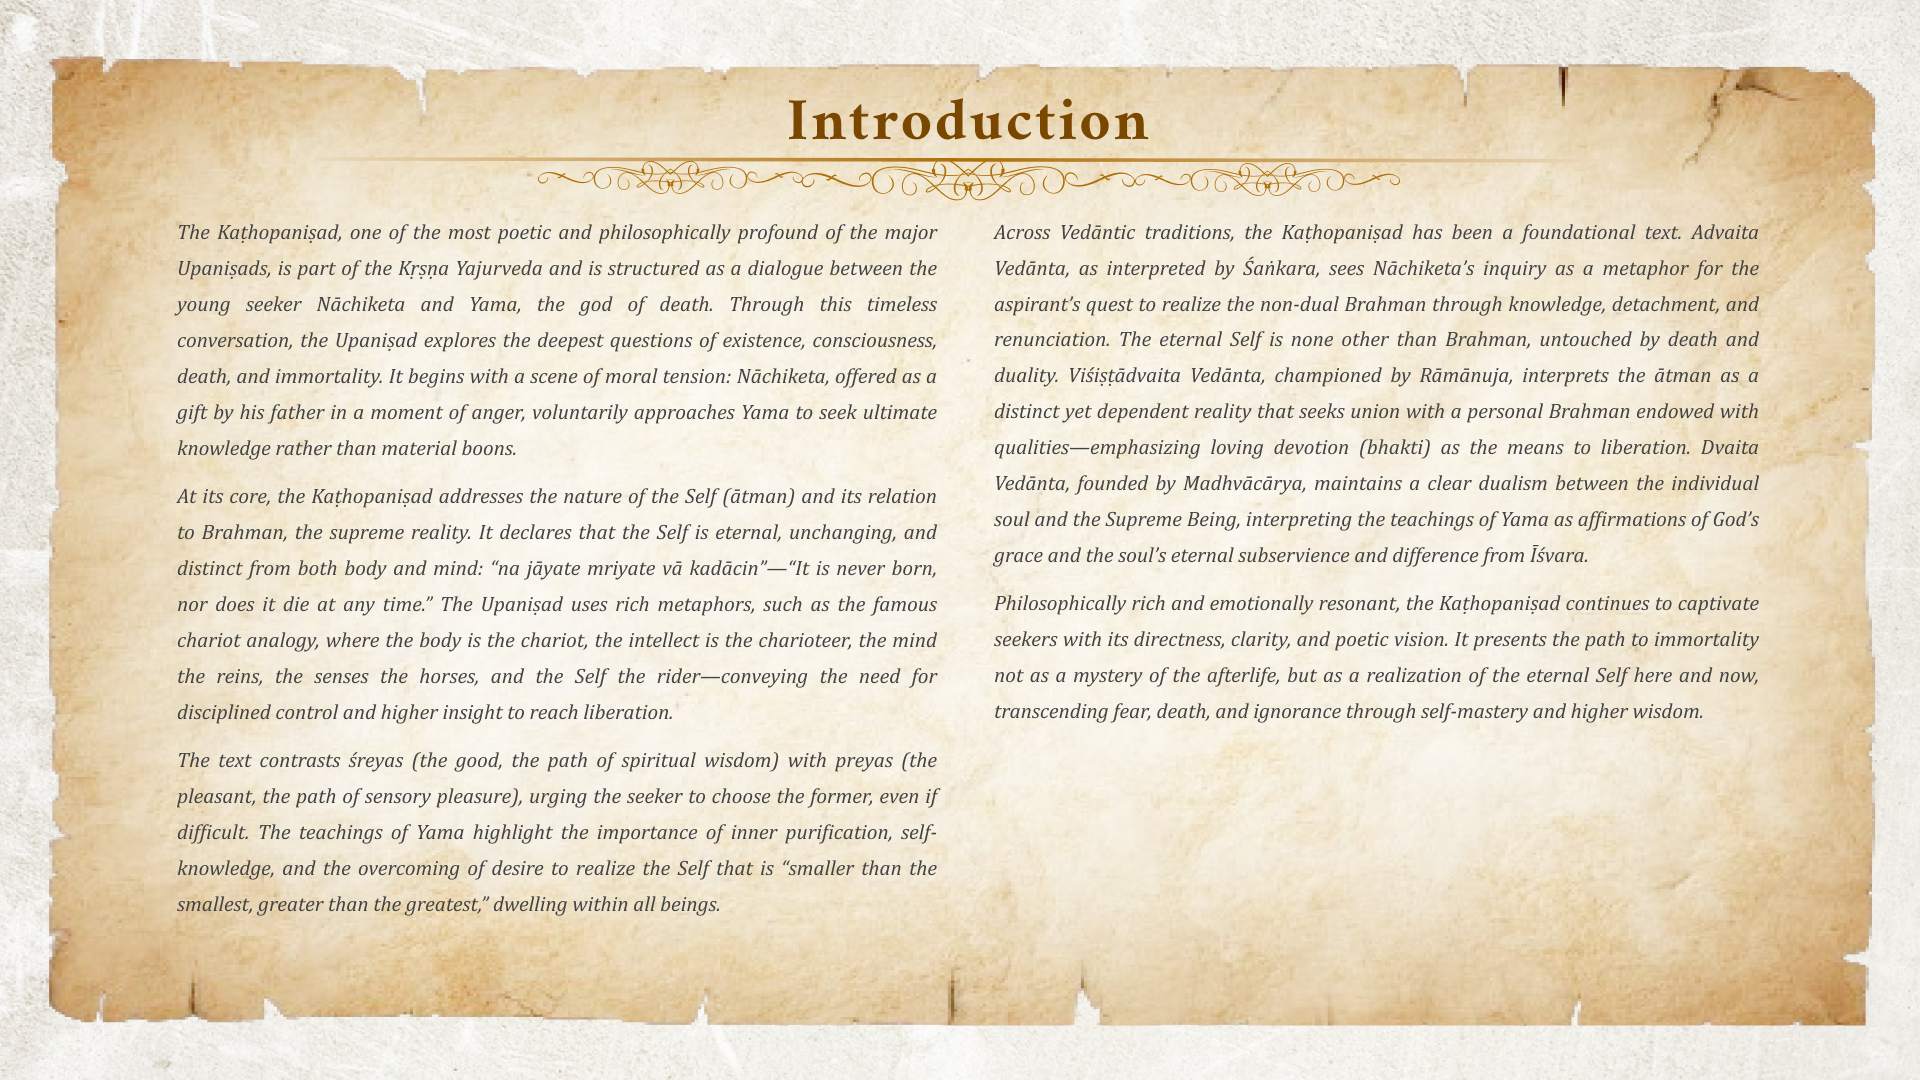 Introduction
The Kaṭhopaniṣad, one of the most poetic and philosophically profound of the major
Upaniṣads, is part of the Kṛṣṇa Yajurveda and is structured as a dialogue between the
young seeker Nāchiketa and Yama, the god of death. Through this timeless
conversation, the Upaniṣad explores the deepest questions of existence, consciousness,
death, and immortality. It begins with a scene of moral tension: Nāchiketa, offered as a
gift by his father in a moment of anger, voluntarily approaches Yama to seek ultimate
knowledge rather than material boons.
At its core, the Kaṭhopaniṣad addresses the nature of the Self (ātman) and its relation
to Brahman, the supreme reality. It declares that the Self is eternal, unchanging, and
distinct from both body and mind: “na jāyate mriyate vā kadācin”—“It is never born,
nor does it die at any time.” The Upaniṣad uses rich metaphors, such as the famous
chariot analogy, where the body is the chariot, the intellect is the charioteer, the mind
the reins, the senses the horses, and the Self the rider—conveying the need for
disciplined control and higher insight to reach liberation.
The text contrasts śreyas (the good, the path of spiritual wisdom) with preyas (the
pleasant, the path of sensory pleasure), urging the seeker to choose the former, even if
difficult. The teachings of Yama highlight the importance of inner purification, self-
knowledge, and the overcoming of desire to realize the Self that is “smaller than the
smallest, greater than the greatest,” dwelling within all beings.
Across Vedāntic traditions, the Kaṭhopaniṣad has been a foundational text. Advaita
Vedānta, as interpreted by Śaṅkara, sees Nāchiketa’s inquiry as a metaphor for the
aspirant’s quest to realize the non-dual Brahman through knowledge, detachment, and
renunciation. The eternal Self is none other than Brahman, untouched by death and
duality. Viśiṣṭādvaita Vedānta, championed by Rāmānuja, interprets the ātman as a
distinct yet dependent reality that seeks union with a personal Brahman endowed with
qualities—emphasizing loving devotion (bhakti) as the means to liberation. Dvaita
Vedānta, founded by Madhvācārya, maintains a clear dualism between the individual
soul and the Supreme Being, interpreting the teachings of Yama as affirmations of God’s
grace and the soul’s eternal subservience and difference from Īśvara.
Philosophically rich and emotionally resonant, the Kaṭhopaniṣad continues to captivate
seekers with its directness, clarity, and poetic vision. It presents the path to immortality
not as a mystery of the afterlife, but as a realization of the eternal Self here and now,
transcending fear, death, and ignorance through self-mastery and higher wisdom.